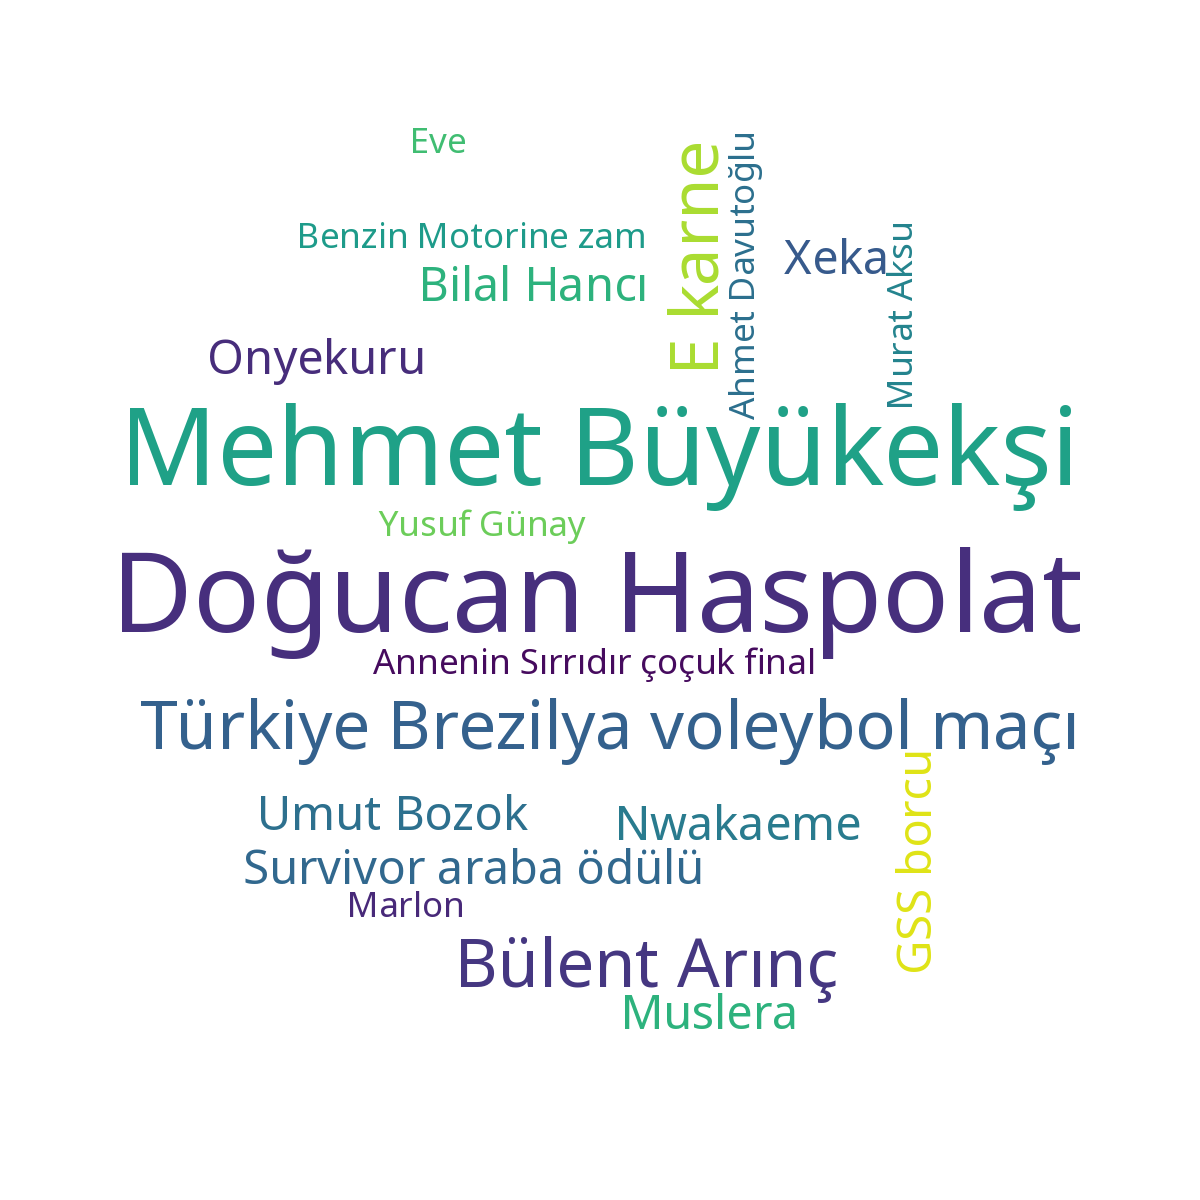 Eve
E karne
Ahmet Davutoğlu
Benzin Motorine zam
Xeka
Murat Aksu
Bilal Hancı
Onyekuru
Mehmet Büyükekşi
Yusuf Günay
Doğucan Haspolat
Annenin Sırrıdır çoçuk final
Türkiye Brezilya voleybol maçı
GSS borcu
Umut Bozok
Nwakaeme
Survivor araba ödülü
Marlon
Bülent Arınç
Muslera